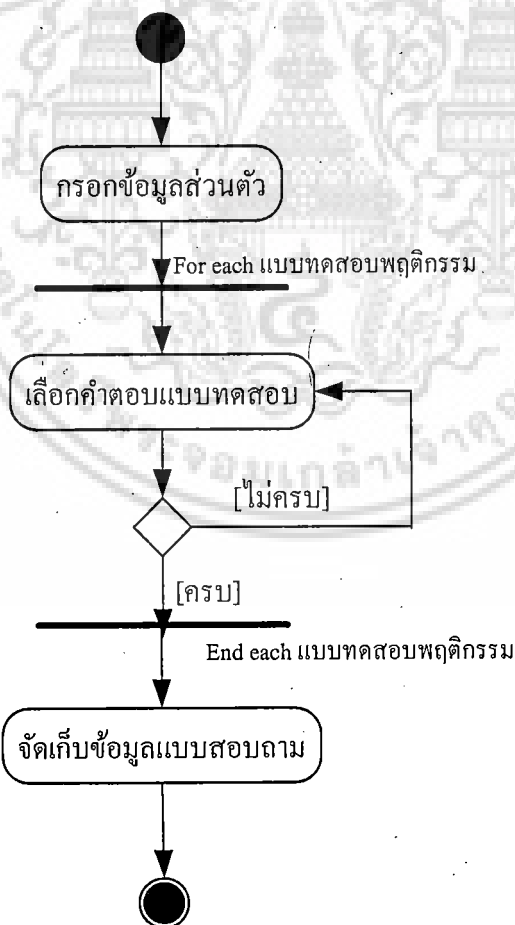 กรอกข้อมูลส่วนตัว
For each แบบทดสอบพฤติกรรม
เลือกคำตอบแบบทดสอบ
[ไม่ครบ]
[ครบ]
End each แบบทดสอบพฤติกรรม
จัดเก็บข้อมูลแบบสอบถาม